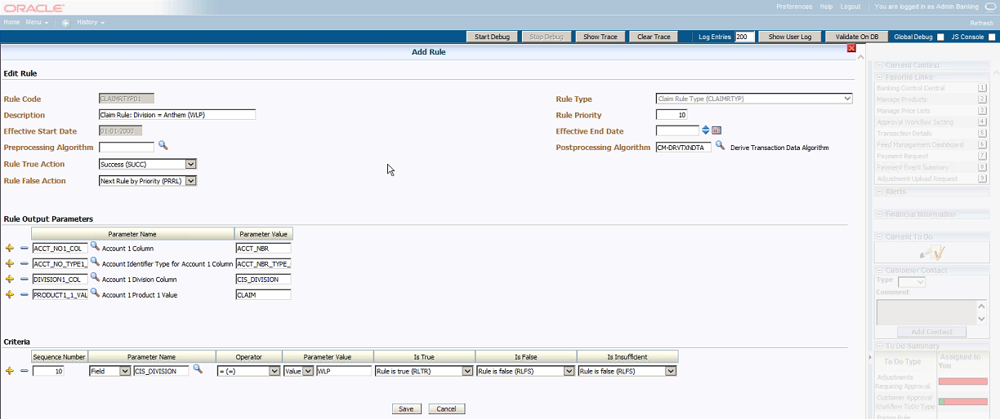 ORACLE
Preferences Help Logout You are logged in as Admin Banking
Home Menu History
Refresh
Start Debug Stop Debug Show Trace Clear Trace Log Entries 200 Show User Log Validate On DB Global Debug JS Console
Add Rule
Edit Rule
Rule Code CLAIMRTYP01 Rule Type Claim Rule Type (CLAIMRTYP)
Description Claim Rule: Division = Anthem (WLP) Rule Priority 10
Effective Start Date 01-01-2000 Effective End Date
Preprocessing Algorithm Postprocessing Algorithm CM-DRVTXNDTA Derive Transaction Data Algorithm
Rule True Action Success (SUCC)
Rule False Action Next Rule by Priority (PRRL)
Rule Output Parameters
Parameter Name Parameter Value
ACCT_NO1_COL Account 1 Column ACCT_NBR
ACCT_NO_TYPE1_ Account Identifier Type for Account 1 Column ACCT_NBR_TYPE_
DIVISION1_COL Account 1 Division Column CIS_DIVISION
PRODUCT1_1_VAL Account 1 Product 1 Value CLAIM
Criteria
Sequence Number Parameter Name Operator Parameter Value Is True Is False Is Insufficient
10 Field CIS_DIVISION = (=) Value WLP Rule is true (RLTR) Rule is false (RLFS) Rule is false (RLFS)
Save Cancel
Current Context
Favorite Links
Banking Control Central 1
Manage Products 2
Manage Price Lists 3
Approval Workflow Setting 4
Transaction Details 5
Feed Management Dashboard 6
Payment Request 7
Payment Event Summary 8
Adjustment Upload Request 9
Alerts
Financial Information
Current To Do
Customer Contact
Type
Comment
Add Contact
To Do Summary
To Do Type Assigned to You
Adjustments Requiring Approval
Customer Approval Workflow ToDo Type
Pricing Rule